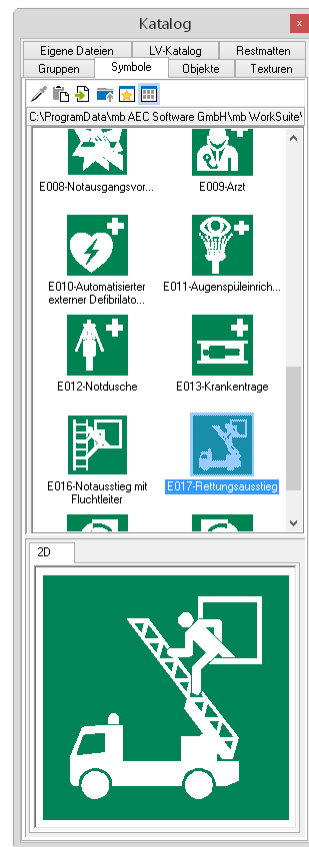 Katalog
x
Eigene Dateien LV-Katalog Restmatten
Gruppen Symbole Objekte Texturen
C:\ProgramData\mb AEC Software GmbH\mb WorkSuite\
E008-Notausgangsvor... E009-Arzt
E010-Automatisierter E011-Augenspüleinrich...
externer Defibrilato...
E012-Notdusche E013-Krankentrage
E016-Notausstieg mit E017-Rettungsausstieg
Fluchtleiter
2D